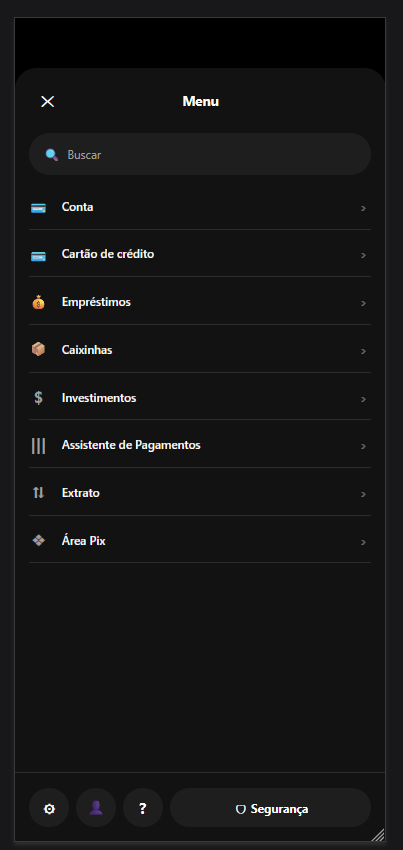 Menu
Buscar
Conta
Cartão de crédito
Empréstimos
Caixinhas
Investimentos
Assistente de Pagamentos
Extrato
Área Pix
? Segurança